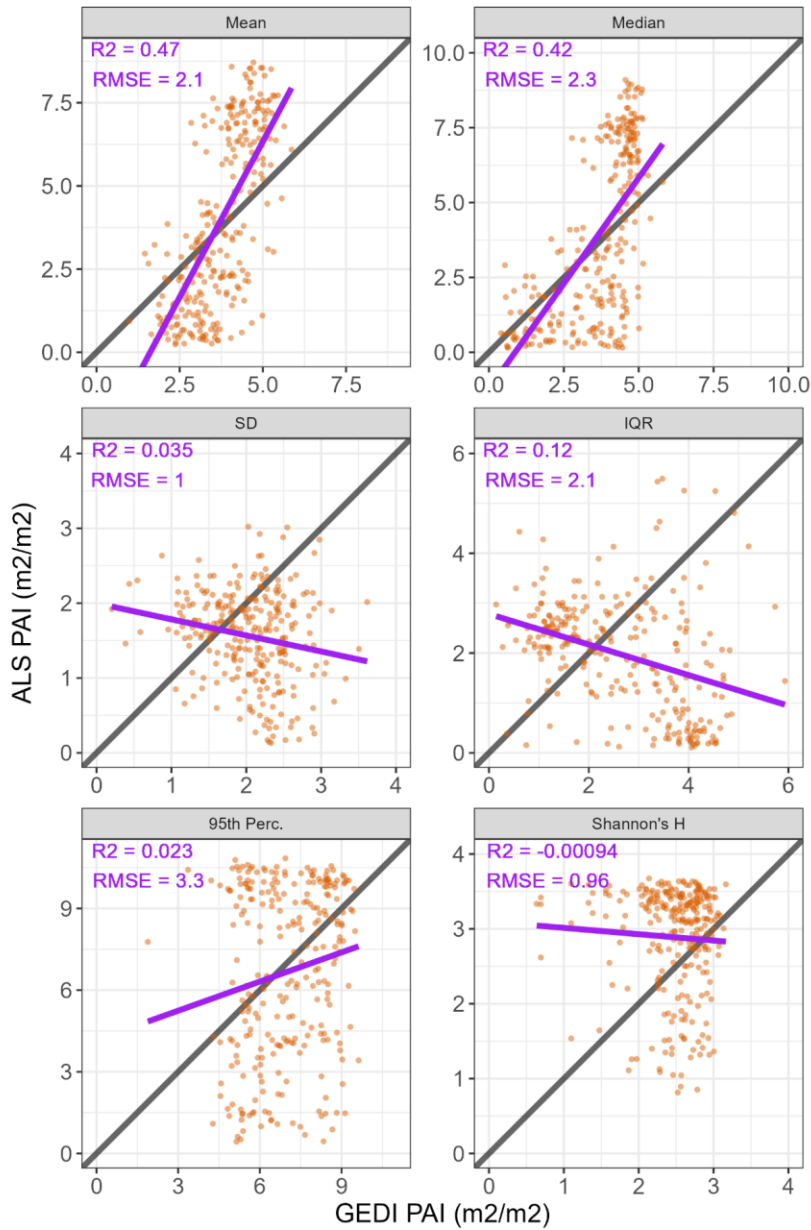 Mean
Median
R2 = 0.47
RMSE = 2.1
R2 = 0.42
RMSE = 2.3
7.5
5.0
2.5
0.0
10.0
7.5
5.0
2.5
0.0
0.0 2.5 5.0 7.5
0.0 2.5 5.0 7.5 10.0
SD
IQR
R2 = 0.035
RMSE = 1
R2 = 0.12
RMSE = 2.1
4
3
2
1
0
6
4
2
0
0 1 2 3 4
0 2 4 6
ALS PAI (m2/m2)
95th Perc.
Shannon's H
R2 = 0.023
RMSE = 3.3
R2 = -0.00094
RMSE = 0.96
9
6
3
0
4
3
2
1
0
0 3 6 9
0 1 2 3 4
GEDI PAI (m2/m2)